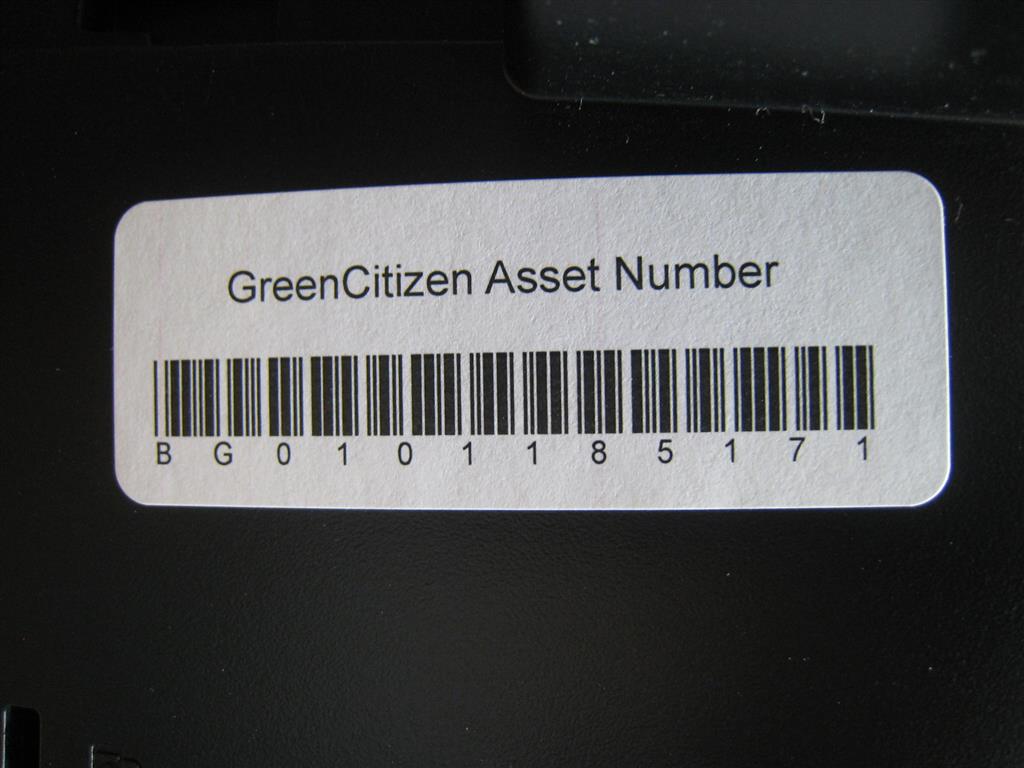 GreenCitizen Asset Number
B G 0 1 0 1 1 8 5 1 7 1